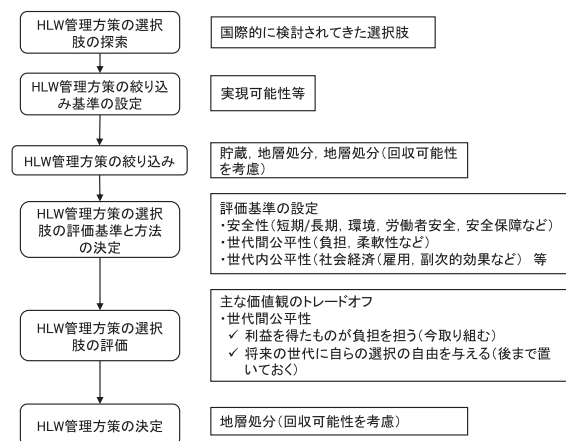 HLW管理方策の選択
肢の探索
国際的に検討されてきた選択肢
HLW管理方策の絞り込
み基準の設定
実現可能性等
HLW管理方策の絞り込み
貯蔵，地層処分，地層処分（回収可能性
を考慮）
HLW管理方策の選択
肢の評価基準と方法
の決定
評価基準の設定
・安全性（短期/長期，環境，労働者安全，安全保障など）
・世代間公平性（負担，柔軟性など）
・世代内公平性（社会経済（雇用，副次的効果など）　等
HLW管理方策の選択
肢の評価
主な価値観のトレードオフ
・世代間公平性
✓ 利益を得たものが負担を担う（今取り組む）
✓ 将来の世代に自らの選択の自由を与える（後まで置
いておく）
HLW管理方策の決定
地層処分（回収可能性を考慮）